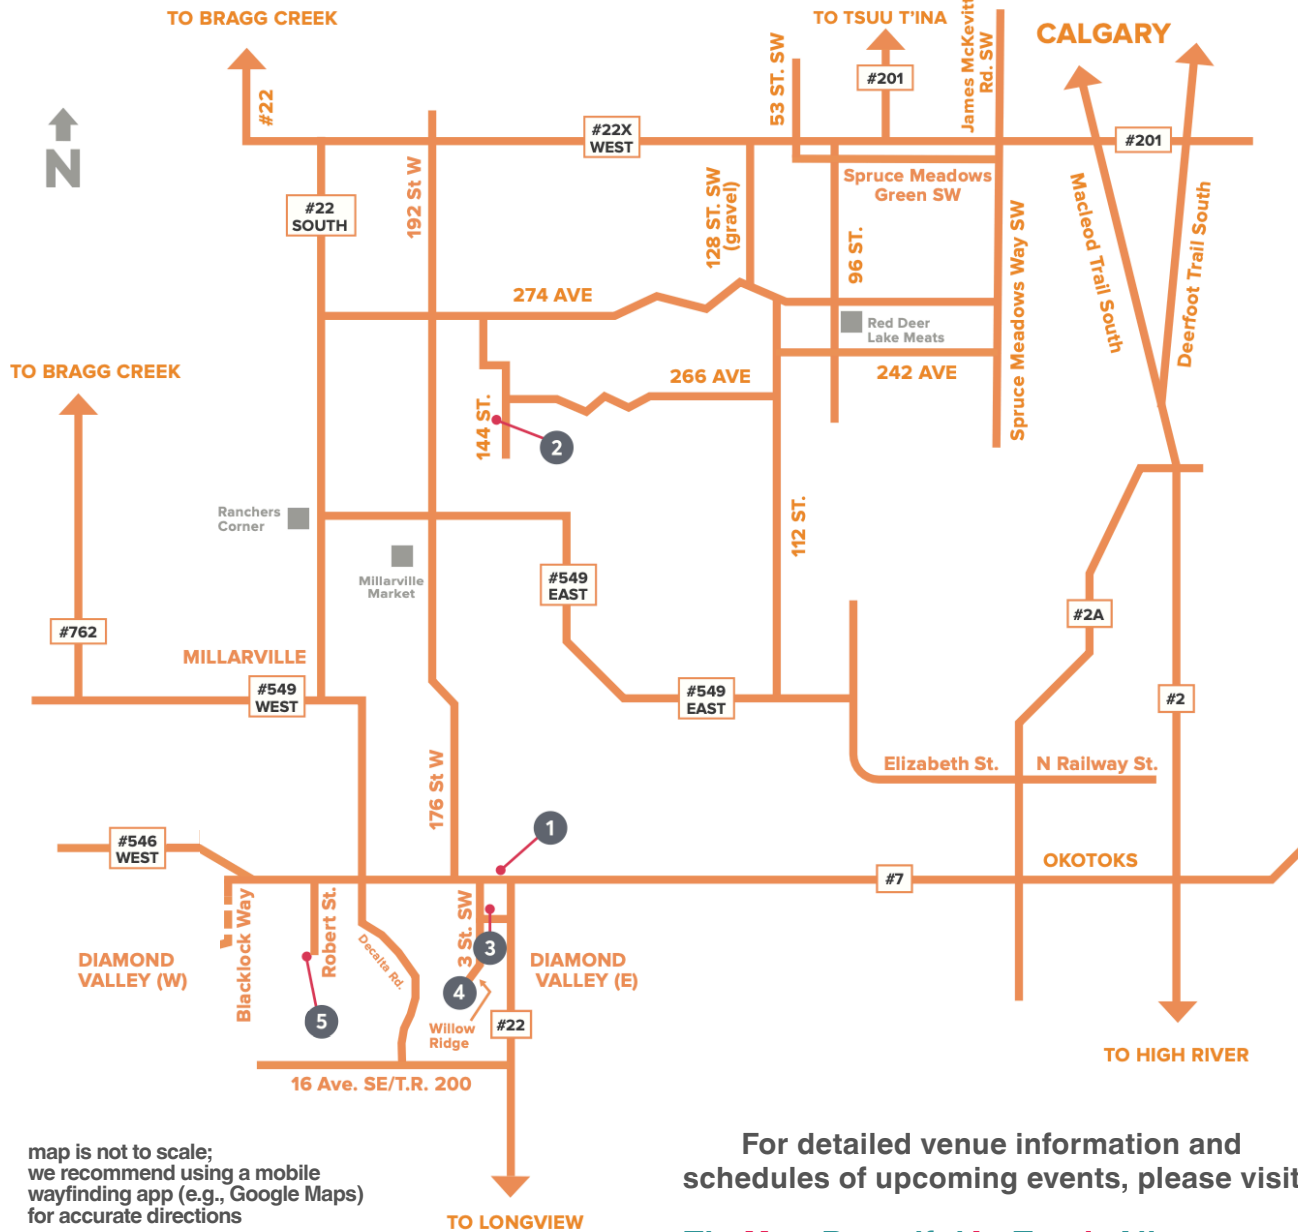 TO BRAGG CREEK
TO TSUU T'INA
CALGARY
#22
53 ST. SW
#201
James McKevitt
Rd. SW
N
#22X
WEST
#201
192 St W
128 ST. SW
(gravel)
Spruce Meadows
Green SW
#22
SOUTH
96 ST.
Spruce Meadows Way SW
Macleod Trail South
Deerfoot Trail South
274 AVE
Red Deer
Lake Meats
TO BRAGG CREEK
266 AVE
242 AVE
144 ST.
2
Ranchers
Corner
112 ST.
Millarville
Market
#549
EAST
#2A
#762
MILLARVILLE
#549
WEST
#549
EAST
#2
176 St W
Elizabeth St.
N Railway St.
1
#546
WEST
#7
OKOTOKS
Blacklock Way
Robert St.
Decalta Rd.
3 St. SW
3
DIAMOND
VALLEY (W)
DIAMOND
VALLEY (E)
4
5
Willow
Ridge
#22
TO HIGH RIVER
16 Ave. SE/T.R. 200
map is not to scale;
we recommend using a mobile
wayfinding app (e.g., Google Maps)
for accurate directions
For detailed venue information and
schedules of upcoming events, please visit
TO LONGVIEW